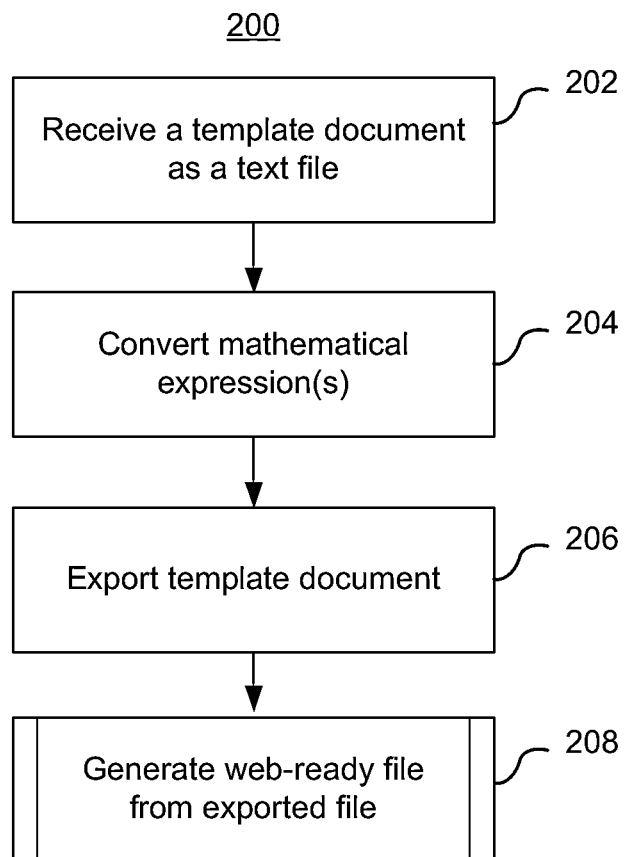 200
202
Receive a template document
as a text file
204
Convert mathematical
expression(s)
206
Export template document
208
Generate web-ready file
from exported file